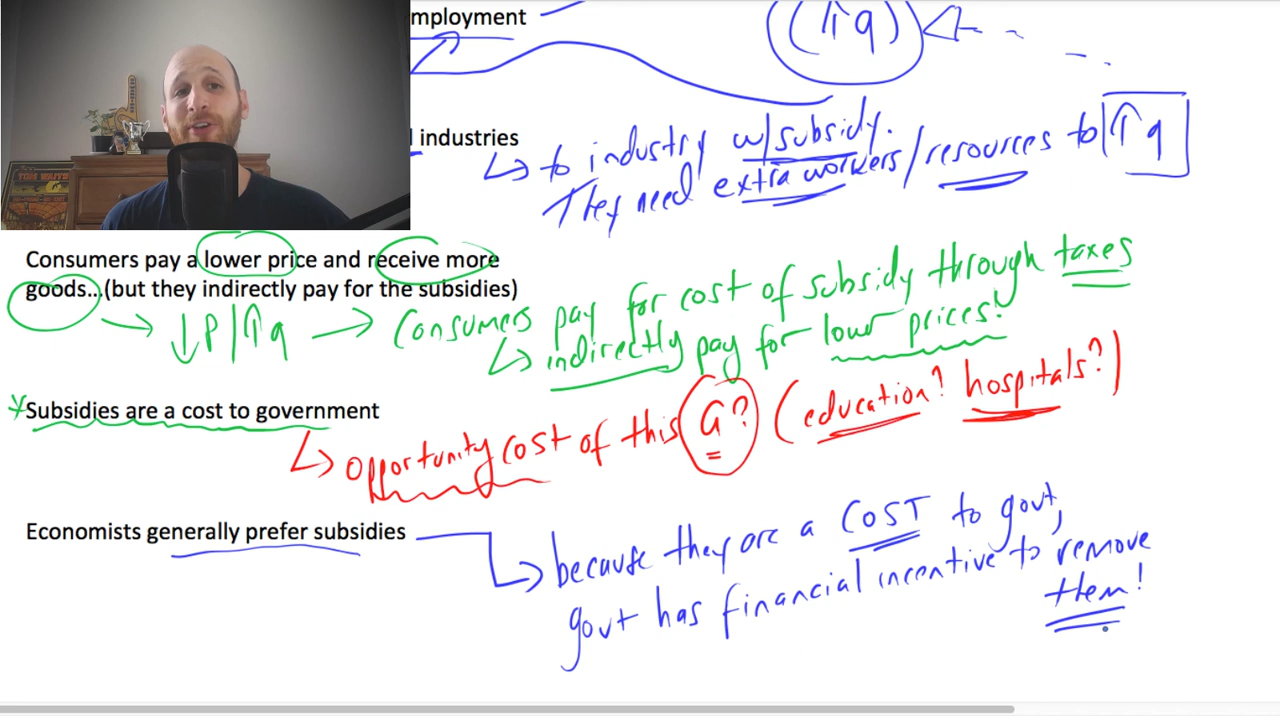 mployment
(↑q)
l industries
↳ to industry w/subsidy.
They need extra workers/resources to ↑q
Consumers pay a lower price and receive more
goods...(but they indirectly pay for the subsidies)
→ ↓P/↑q → Consumers pay for cost of subsidy through taxes
↳ indirectly pay for lower prices!
Subsidies are a cost to government
↳ opportunity cost of this G? (education? hospitals?)
Economists generally prefer subsidies
↳ because they are a COST to govt,
govt has financial incentive to remove
them!
TOM WAITS